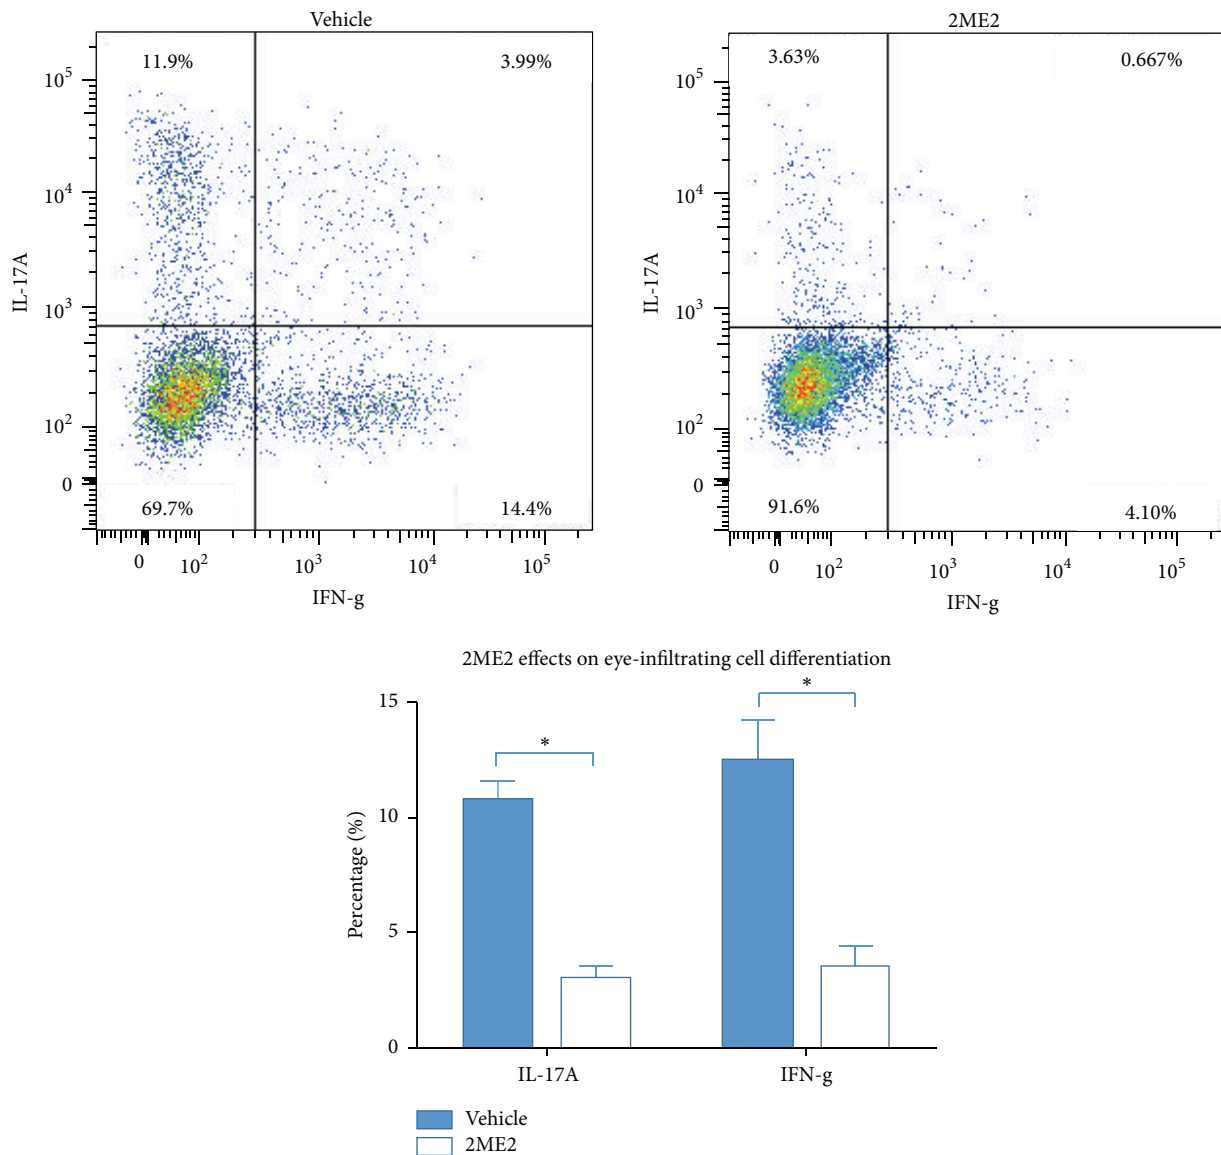 Vehicle
11.9%
3.99%
10^5
10^4
10^3
10^2
0
IL-17A
69.7%
14.4%
0
10^2
10^3
10^4
10^5
IFN-g
2ME2
3.63%
0.667%
10^5
10^4
10^3
10^2
0
IL-17A
91.6%
4.10%
0
10^2
10^3
10^4
10^5
IFN-g
2ME2 effects on eye-infiltrating cell differentiation
15
10
5
0
Percentage (%)
*
*
IL-17A
IFN-g
Vehicle
2ME2